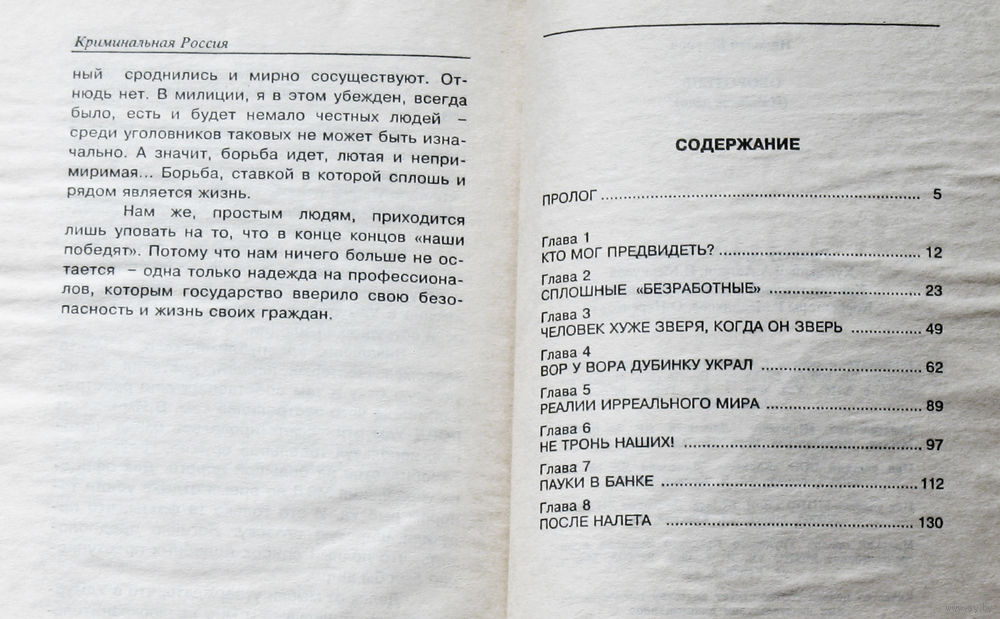 Криминальная Россия
ный сроднились и мирно сосуществуют. От-
нюдь нет. В милиции, я в этом убежден, всегда
было, есть и будет немало честных людей –
среди уголовников таковых не может быть изна-
чально. А значит, борьба идет, лютая и непри-
миримая... Борьба, ставкой в которой сплошь и
рядом является жизнь.
Нам же, простым людям, приходится
лишь уповать на то, что в конце концов «наши
победят». Потому что нам ничего больше не ос-
тается – одна только надежда на профессиона-
лов, которым государство вверило свою безо-
пасность и жизнь своих граждан.
СОДЕРЖАНИЕ
ПРОЛОГ ........ 5
Глава 1
КТО МОГ ПРЕДВИДЕТЬ? ........ 12
Глава 2
СПЛОШНЫЕ «БЕЗРАБОТНЫЕ» ........ 23
Глава 3
ЧЕЛОВЕК ХУЖЕ ЗВЕРЯ, КОГДА ОН ЗВЕРЬ ........ 49
Глава 4
ВОР У ВОРА ДУБИНКУ УКРАЛ ........ 62
Глава 5
РЕАЛИИ ИРРЕАЛЬНОГО МИРА ........ 89
Глава 6
НЕ ТРОНЬ НАШИХ! ........ 97
Глава 7
ПАУКИ В БАНКЕ ........ 112
Глава 8
ПОСЛЕ НАЛЕТА ........ 130